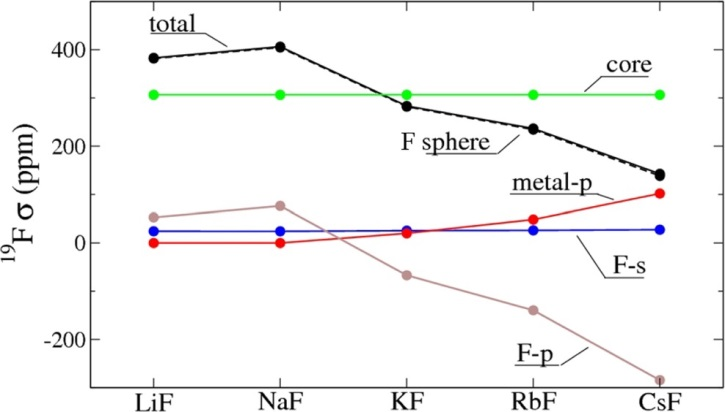 total
400
core
200
F sphere
metal-p
¹⁹F σ (ppm)
0
F-s
-200
F-p
LiF NaF KF RbF CsF